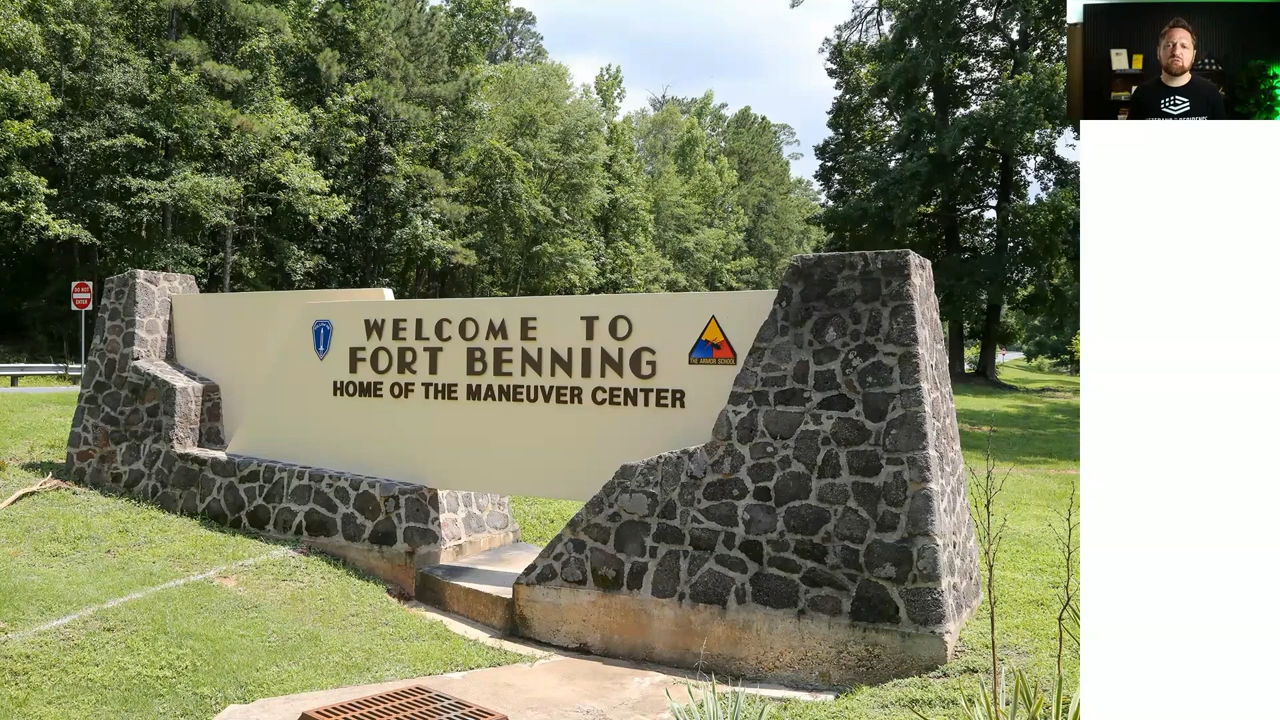 DO NOT
ENTER
WELCOME TO
FORT BENNING
HOME OF THE MANEUVER CENTER
THE ARMOR SCHOOL